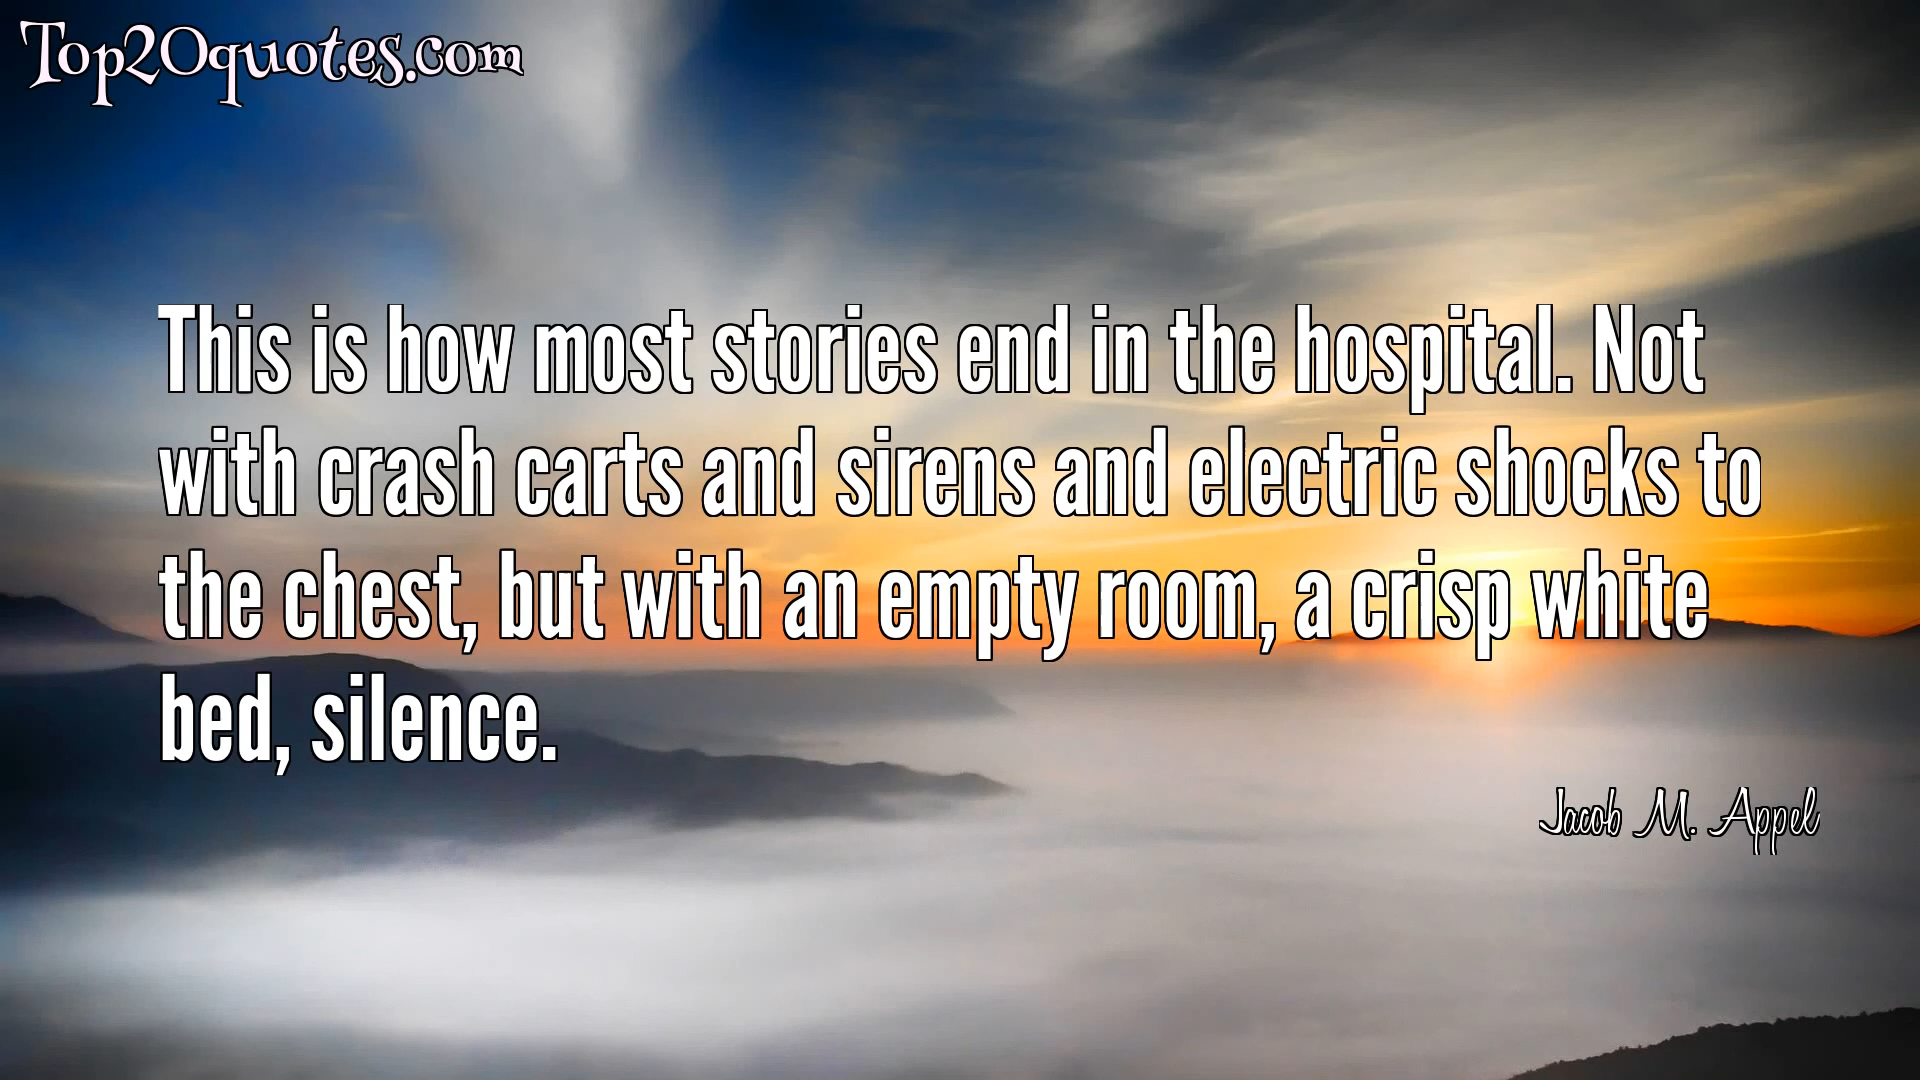 Top20quotes.com
This is how most stories end in the hospital. Not
with crash carts and sirens and electric shocks to
the chest, but with an empty room, a crisp white
bed, silence.
Jacob M. Appel